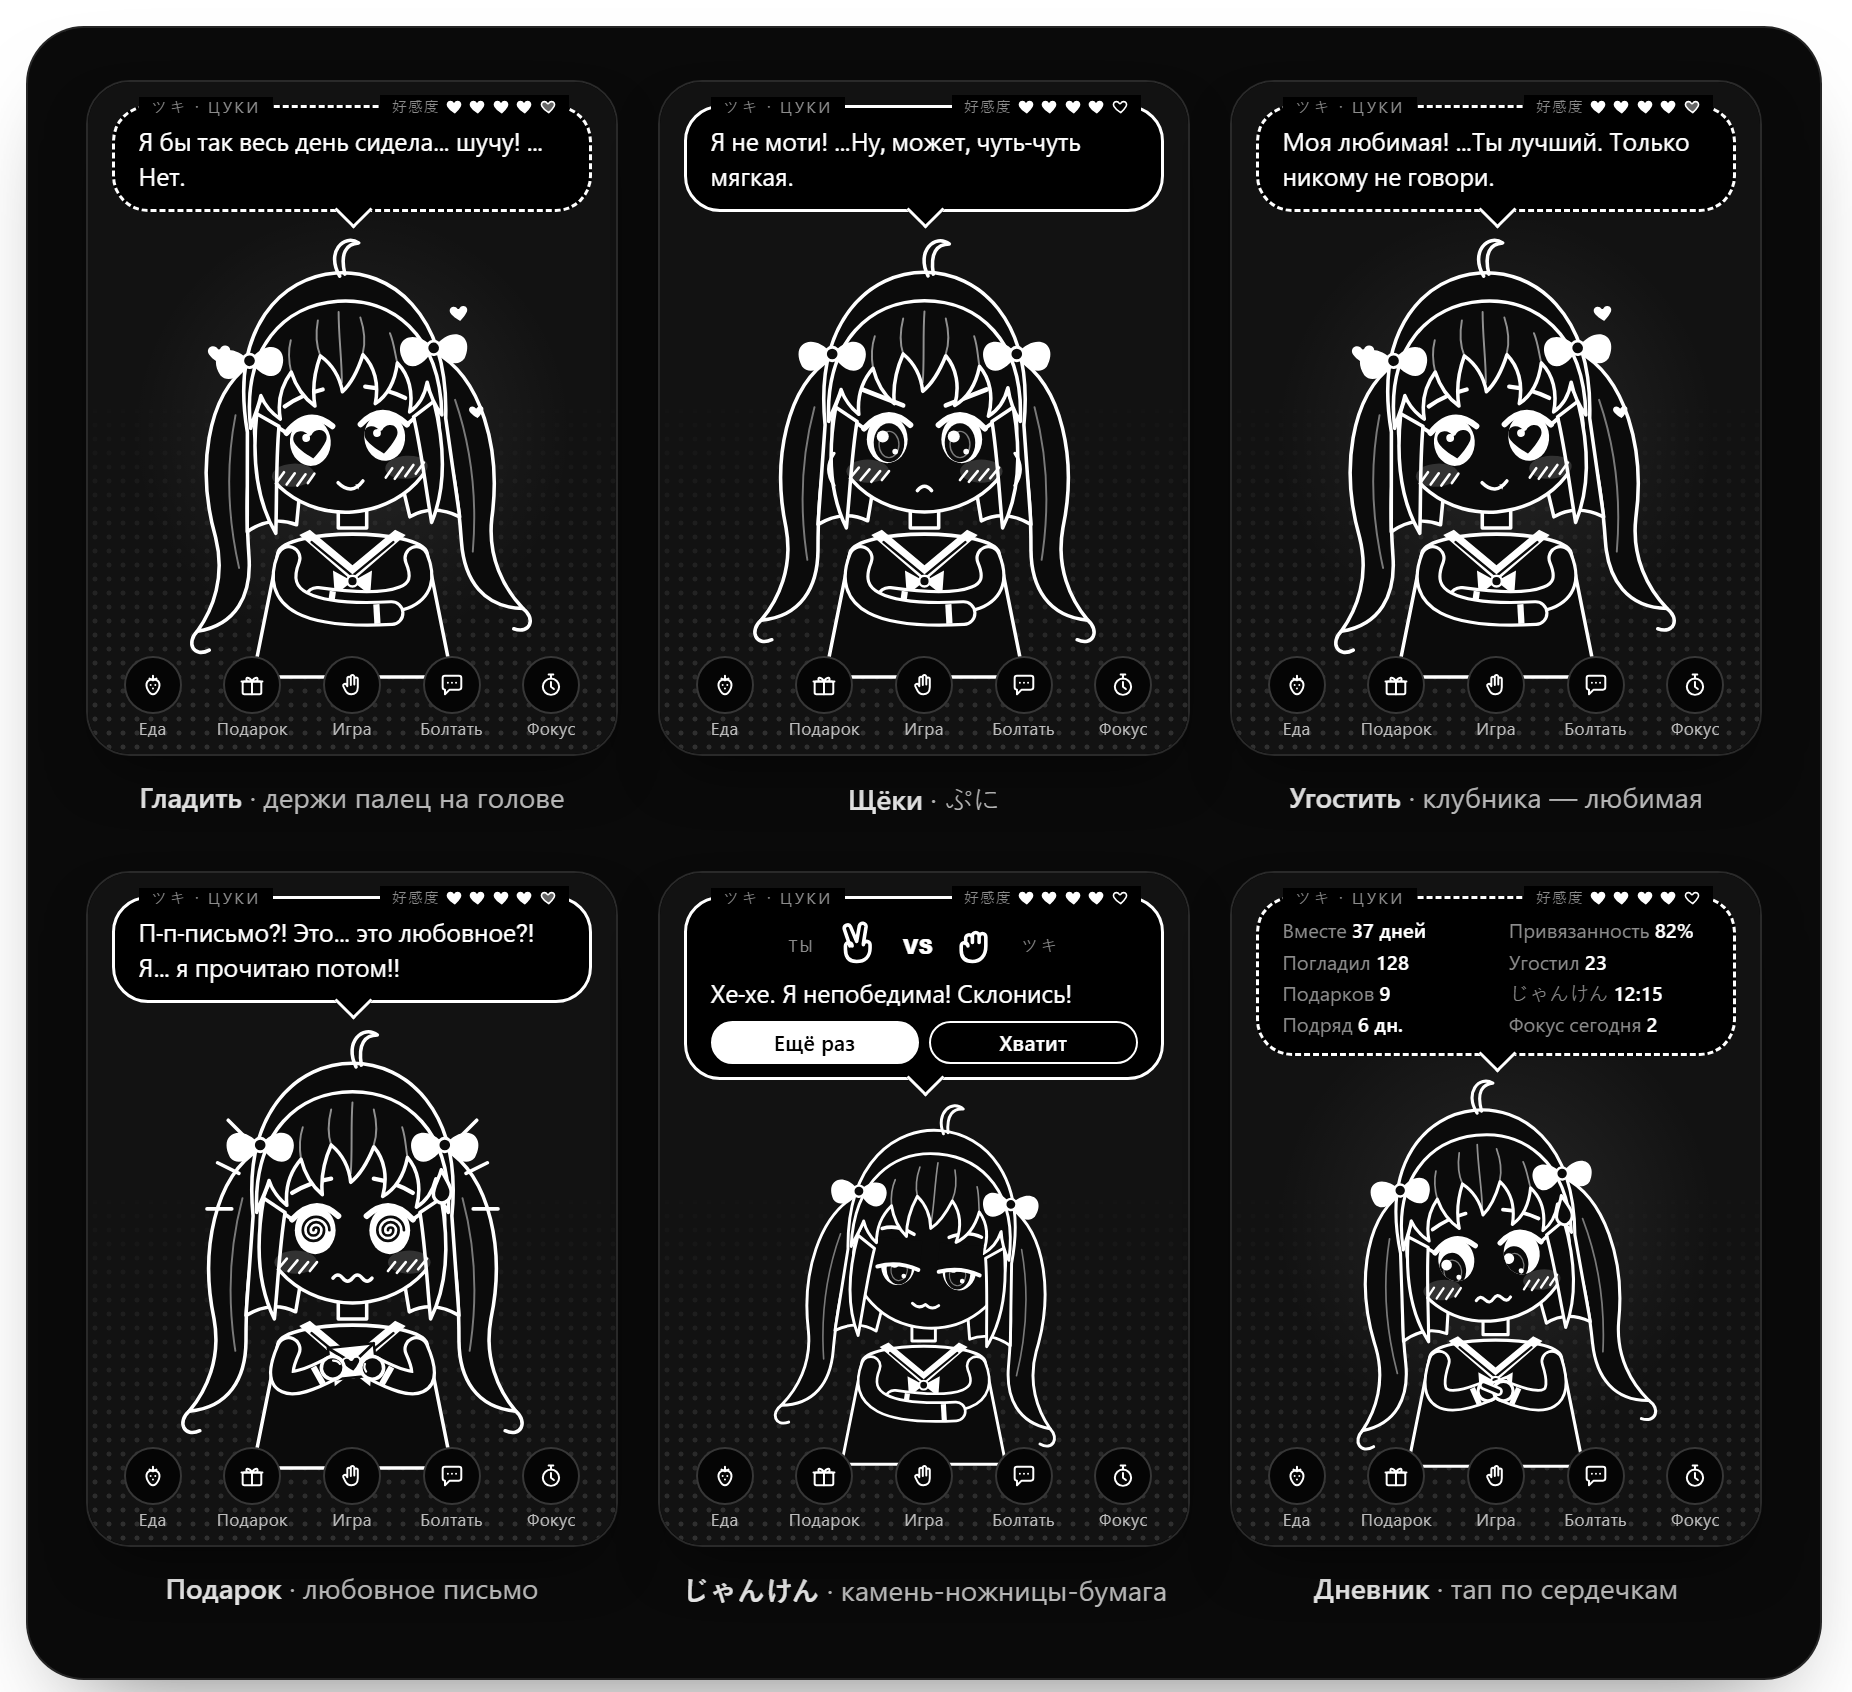 ツキ · ЦУКИ 好感度
Я бы так весь день сидела... шучу! ...
Нет.
Еда Подарок Игра Болтать Фокус
Гладить · держи палец на голове
ツキ · ЦУКИ 好感度
Я не моти! ...Ну, может, чуть-чуть
мягкая.
Еда Подарок Игра Болтать Фокус
Щёки · ぷに
ツキ · ЦУКИ 好感度
Моя любимая! ...Ты лучший. Только
никому не говори.
Еда Подарок Игра Болтать Фокус
Угостить · клубника — любимая
ツキ · ЦУКИ 好感度
П-п-письмо?! Это... это любовное?!
Я... я прочитаю потом!!
Еда Подарок Игра Болтать Фокус
Подарок · любовное письмо
ツキ · ЦУКИ 好感度
ТЫ vs ツキ
Хе-хе. Я непобедима! Склонись!
Ещё раз Хватит
Еда Подарок Игра Болтать Фокус
じゃんけん · камень-ножницы-бумага
ツキ · ЦУКИ 好感度
Вместе 37 дней Привязанность 82%
Погладил 128 Угостил 23
Подарков 9 じゃんけん 12:15
Подряд 6 дн. Фокус сегодня 2
Еда Подарок Игра Болтать Фокус
Дневник · тап по сердечкам